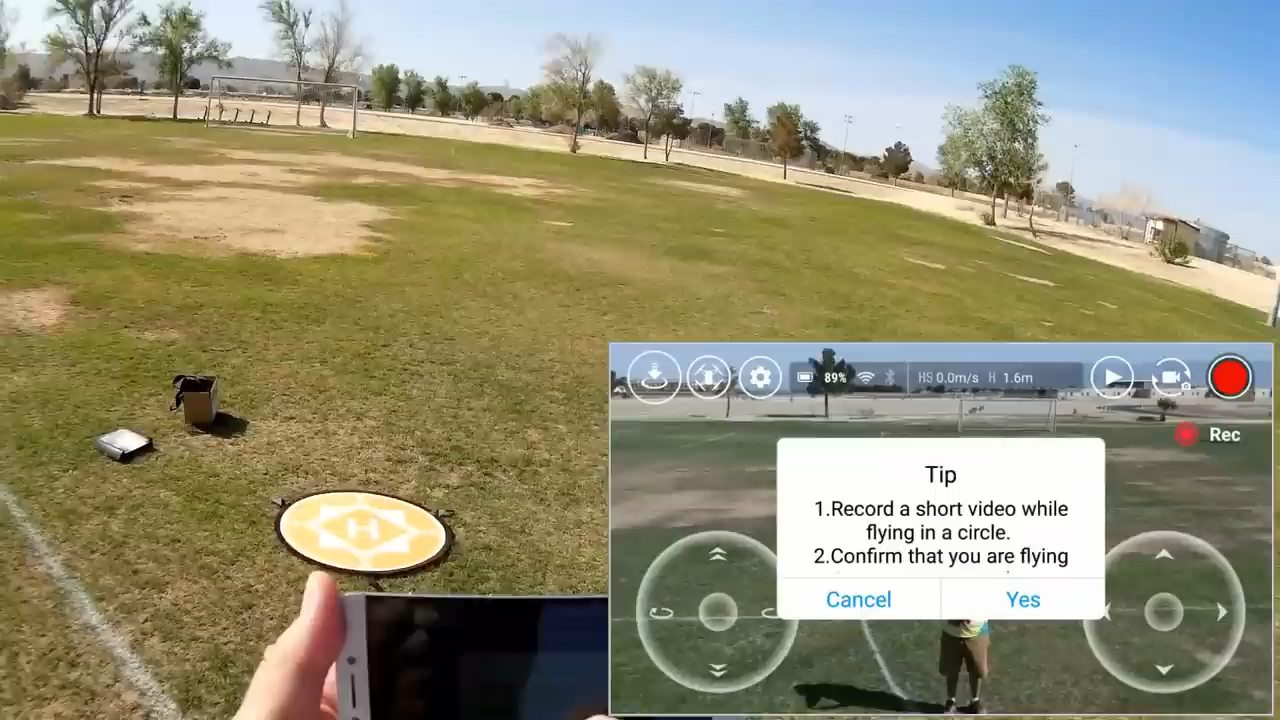 89%
HS 0.0m/s H 1.6m
Rec
Tip
1.Record a short video while
flying in a circle.
2.Confirm that you are flying
Cancel
Yes
H